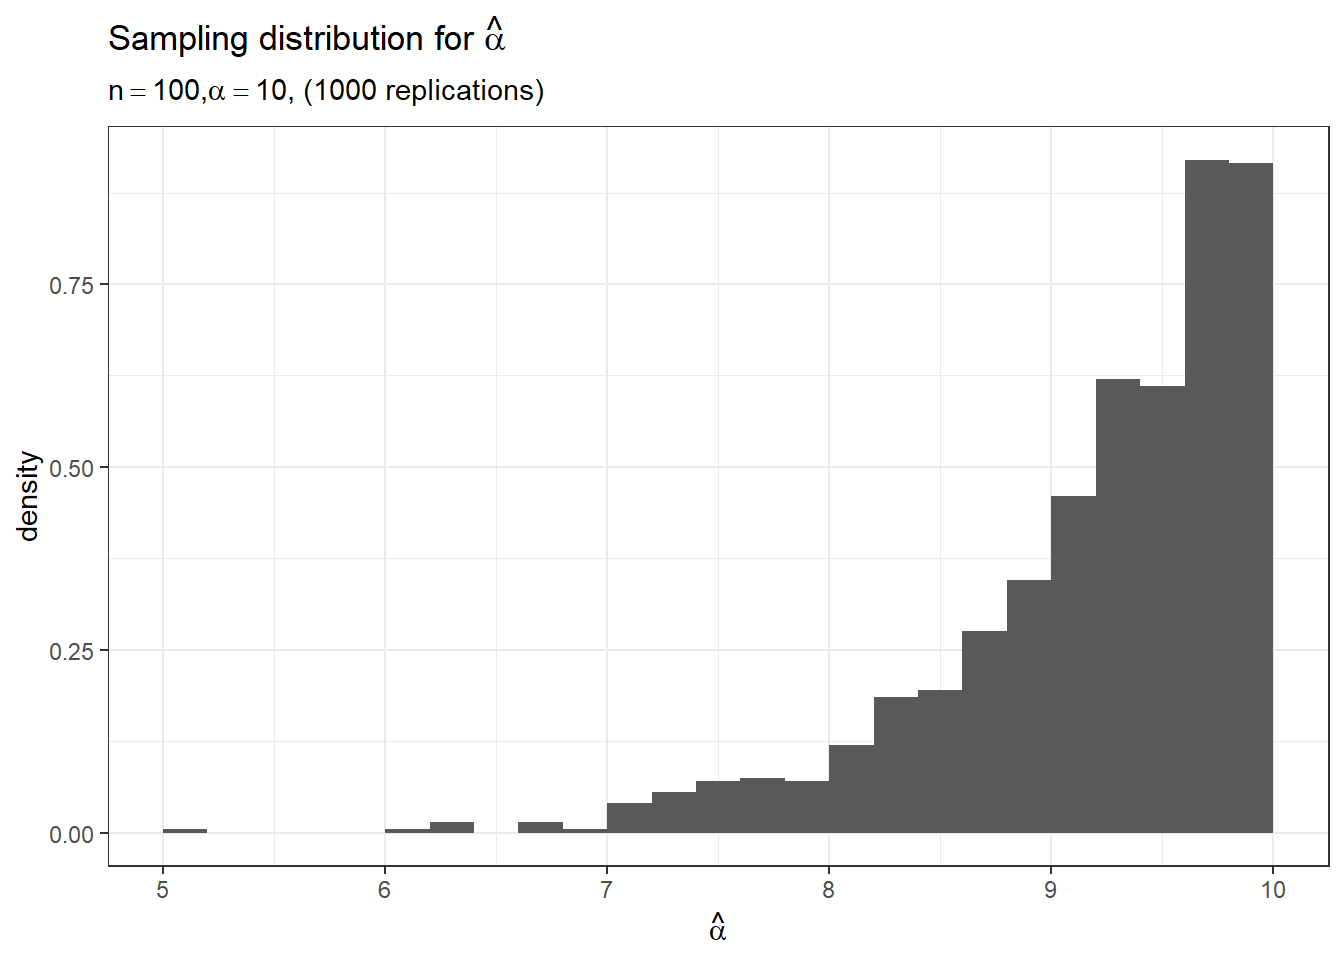 Sampling distribution for α̂
n = 100,α = 10, (1000 replications)
density
0.75
0.50
0.25
0.00
5 6 7 8 9 10
α̂